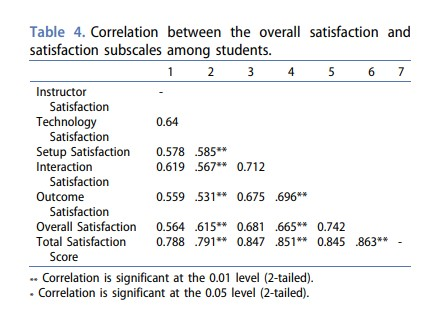 Table 4. Correlation between the overall satisfaction and
satisfaction subscales among students.
1 2 3 4 5 6 7
Instructor
Satisfaction -
Technology
Satisfaction 0.64
Setup Satisfaction 0.578 .585**
Interaction
Satisfaction 0.619 .567** 0.712
Outcome
Satisfaction 0.559 .531** 0.675 .696**
Overall Satisfaction 0.564 .615** 0.681 .665** 0.742
Total Satisfaction
Score 0.788 .791** 0.847 .851** 0.845 .863** -
** Correlation is significant at the 0.01 level (2-tailed).
* Correlation is significant at the 0.05 level (2-tailed).